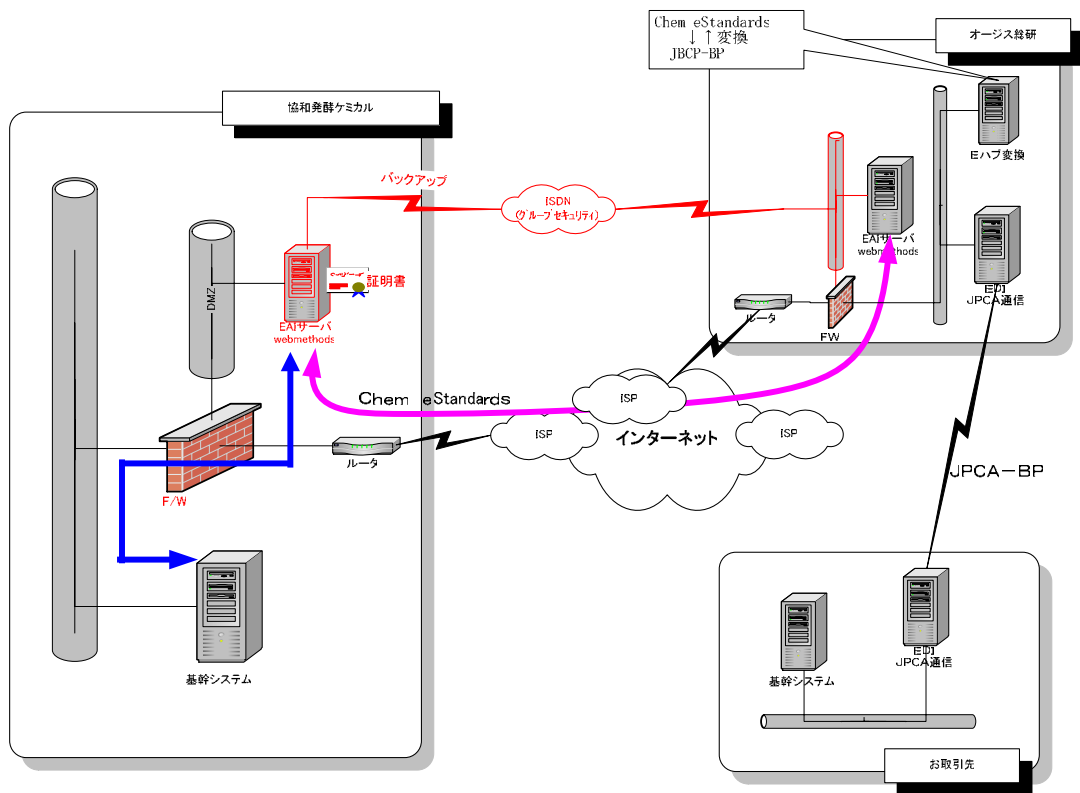 Chem eStandards
↓ ↑変換
JBCP-BP
オージス総研
協和発酵ケミカル
Eハブ変換
バックアップ
ISDN
(グループセキュリティ)
EAIサーバ
webmethods
証明書
DMZ
EDI
JPCA通信
EAIサーバ
webmethods
ルータ
FW
Chem eStandards
ISP
ISP
インターネット
ISP
ルータ
JPCA-BP
F/W
基幹システム
EDI
JPCA通信
基幹システム
お取引先